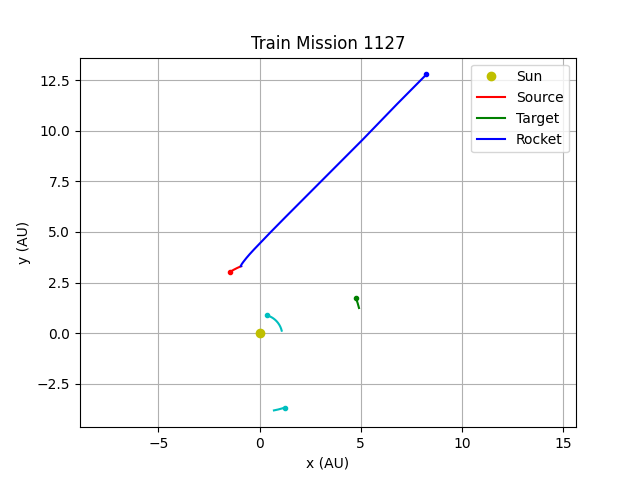 Train Mission 1127
Sun
Source
Target
Rocket
12.5
10.0
7.5
5.0
2.5
0.0
−2.5
y (AU)
−5
0
5
10
15
x (AU)